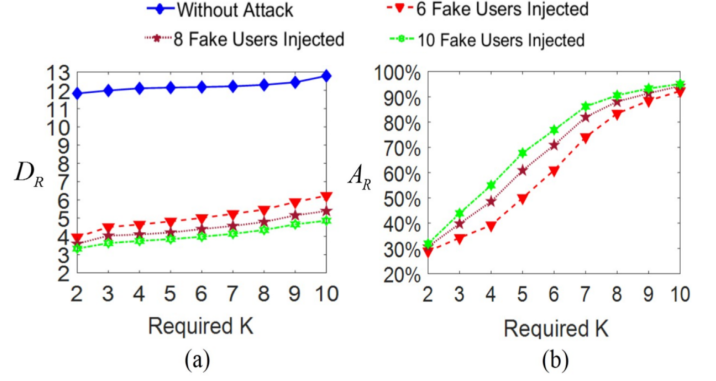 Without Attack
6 Fake Users Injected
8 Fake Users Injected
10 Fake Users Injected
13
12
11
10
9
8
7
6
5
4
3
2
D_R
2 3 4 5 6 7 8 9 10
Required K
(a)
100%
90%
80%
70%
60%
50%
40%
30%
20%
A_R
2 3 4 5 6 7 8 9 10
Required K
(b)